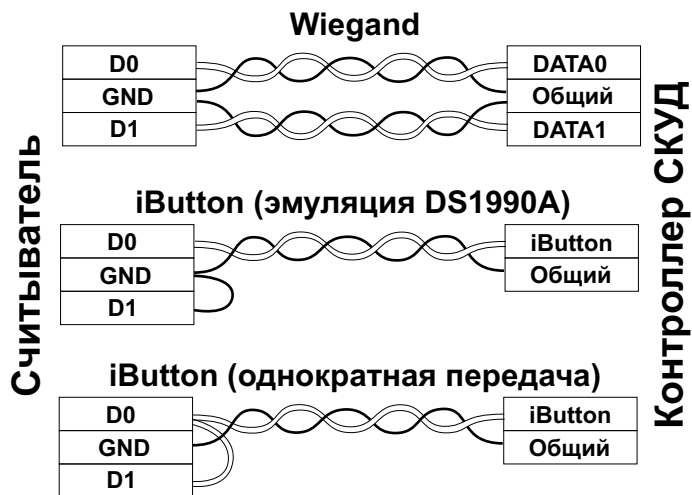 Wiegand
D0
GND
D1
DATA0
Общий
DATA1
Считыватель
Контроллер СКУД
iButton (эмуляция DS1990A)
D0
GND
D1
iButton
Общий
iButton (однократная передача)
D0
GND
D1
iButton
Общий